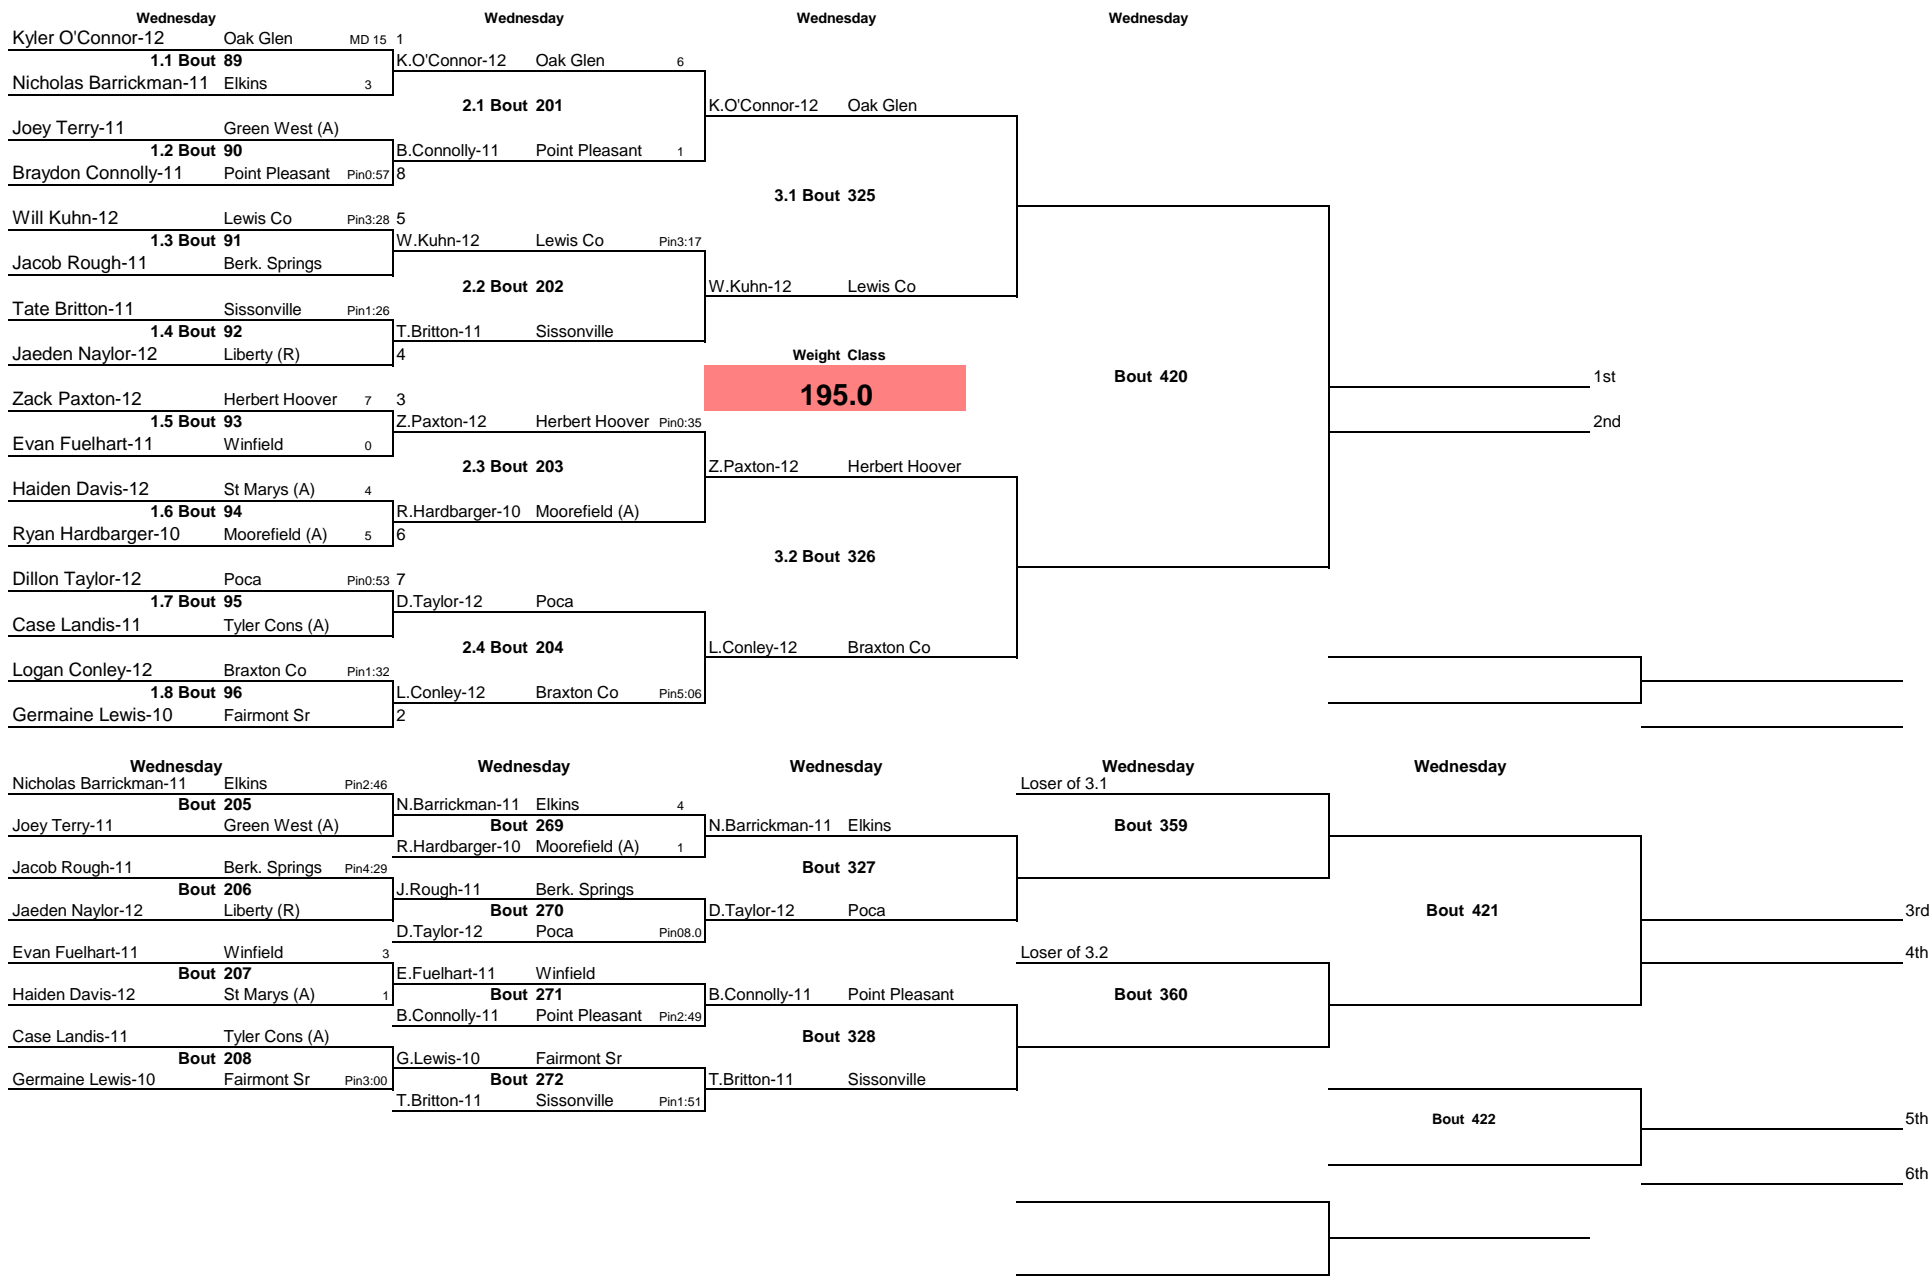 Wednesday Wednesday Wednesday Wednesday
Kyler O'Connor-12 Oak Glen MD 15 1
1.1 Bout 89 K.O'Connor-12 Oak Glen 6
Nicholas Barrickman-11 Elkins 3
2.1 Bout 201 K.O'Connor-12 Oak Glen
Joey Terry-11 Green West (A)
1.2 Bout 90 B.Connolly-11 Point Pleasant 1
Braydon Connolly-11 Point Pleasant Pin0:57 8
3.1 Bout 325
Will Kuhn-12 Lewis Co Pin3:28 5
1.3 Bout 91 W.Kuhn-12 Lewis Co Pin3:17
Jacob Rough-11 Berk. Springs
2.2 Bout 202 W.Kuhn-12 Lewis Co
Tate Britton-11 Sissonville Pin1:26
1.4 Bout 92 T.Britton-11 Sissonville
Jaeden Naylor-12 Liberty (R) 4 Weight Class
Bout 420 1st
195.0
Zack Paxton-12 Herbert Hoover 7 3
1.5 Bout 93 Z.Paxton-12 Herbert Hoover Pin0:35 2nd
Evan Fuelhart-11 Winfield 0
2.3 Bout 203 Z.Paxton-12 Herbert Hoover
Haiden Davis-12 St Marys (A) 4
1.6 Bout 94 R.Hardbarger-10 Moorefield (A)
Ryan Hardbarger-10 Moorefield (A) 5 6
3.2 Bout 326
Dillon Taylor-12 Poca Pin0:53 7
1.7 Bout 95 D.Taylor-12 Poca
Case Landis-11 Tyler Cons (A)
2.4 Bout 204 L.Conley-12 Braxton Co
Logan Conley-12 Braxton Co Pin1:32
1.8 Bout 96 L.Conley-12 Braxton Co Pin5:06
Germaine Lewis-10 Fairmont Sr 2
Wednesday Wednesday Wednesday Wednesday Wednesday
Nicholas Barrickman-11 Elkins Pin2:46 Loser of 3.1
Bout 205 N.Barrickman-11 Elkins 4
Joey Terry-11 Green West (A) Bout 269 N.Barrickman-11 Elkins Bout 359
R.Hardbarger-10 Moorefield (A) 1
Jacob Rough-11 Berk. Springs Pin4:29 Bout 327
Bout 206 J.Rough-11 Berk. Springs
Jaeden Naylor-12 Liberty (R) Bout 270 D.Taylor-12 Poca Bout 421 3rd
D.Taylor-12 Poca Pin08.0
Evan Fuelhart-11 Winfield 3 Loser of 3.2 4th
Bout 207 E.Fuelhart-11 Winfield
Haiden Davis-12 St Marys (A) 1 Bout 271 B.Connolly-11 Point Pleasant Bout 360
B.Connolly-11 Point Pleasant Pin2:49
Case Landis-11 Tyler Cons (A) Bout 328
Bout 208 G.Lewis-10 Fairmont Sr
Germaine Lewis-10 Fairmont Sr Pin3:00 Bout 272 T.Britton-11 Sissonville
T.Britton-11 Sissonville Pin1:51
Bout 422 5th
6th